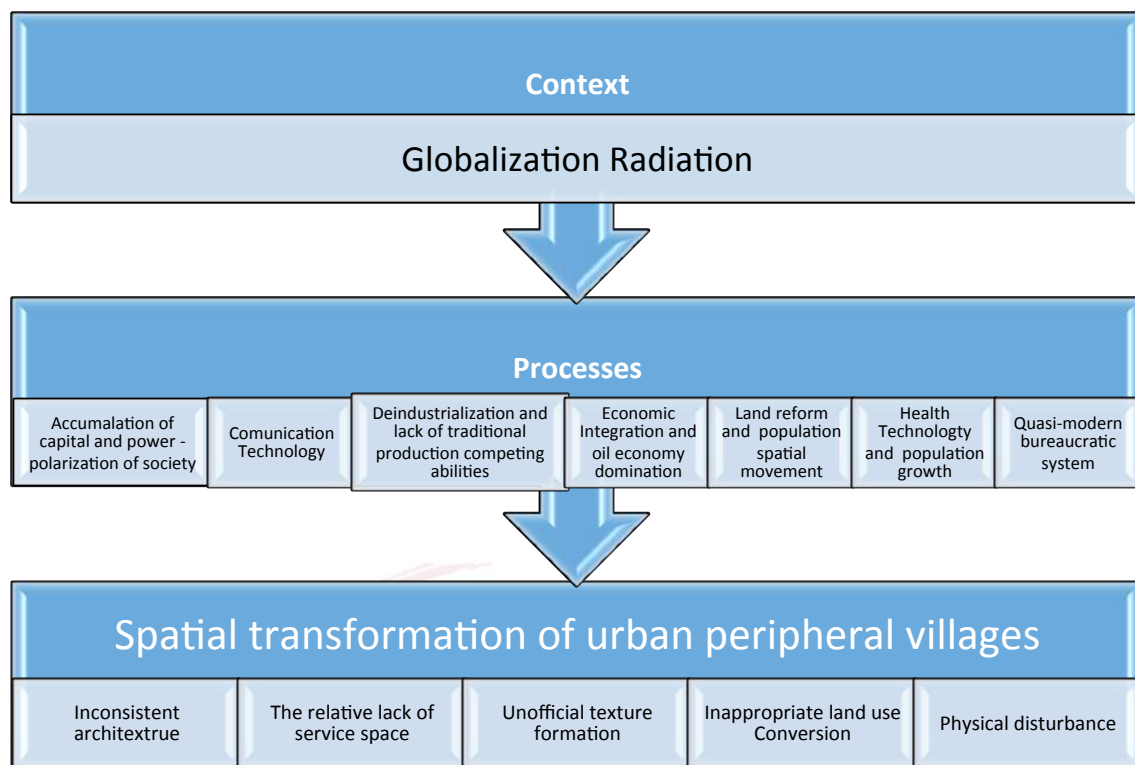 Context
Globalization Radiation
Processes
Accumalation of
capital and power -
polarization of society
Comunication
Technology
Deindustrialization and
lack of traditional
production competing
abilities
Economic
Integration and
oil economy
domination
Land reform
and population
spatial
movement
Health
Technologty
and population
growth
Quasi-modern
bureaucratic
system
Spatial transformation of urban peripheral villages
Inconsistent
architextrue
The relative lack of
service space
Unofficial texture
formation
Inappropriate land use
Conversion
Physical disturbance